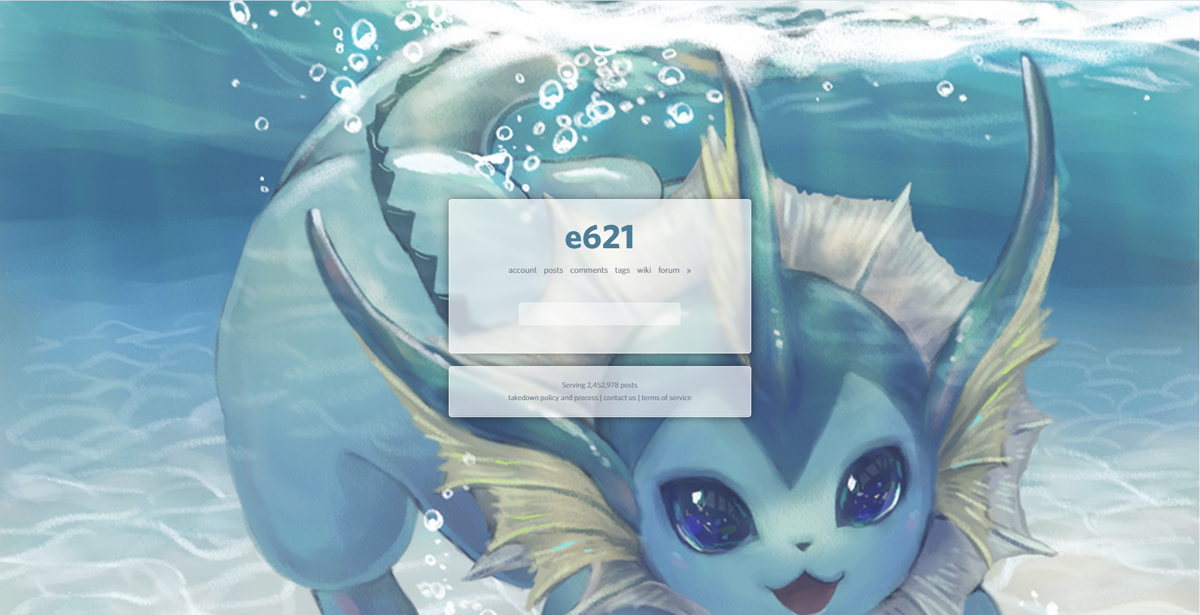 e621
account posts comments tags wiki forum »
Serving 2,452,978 posts
takedown policy and process | contact us | terms of service